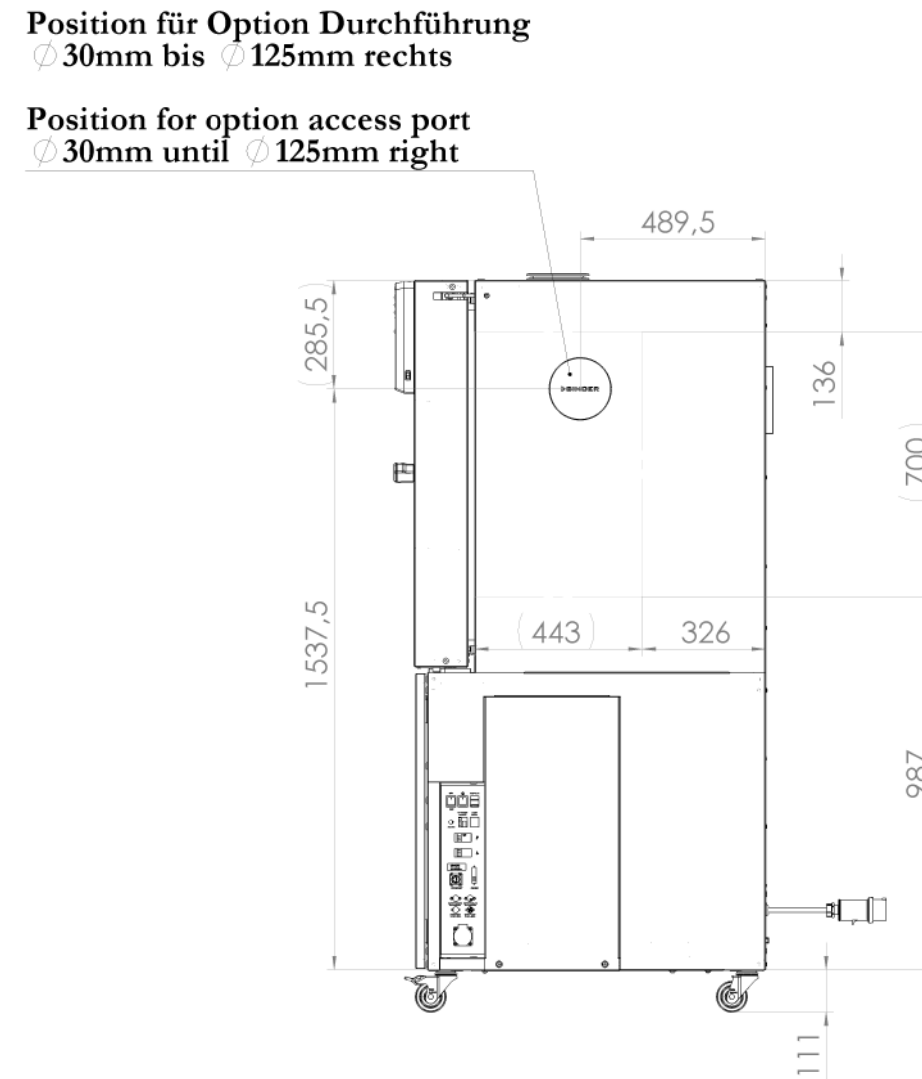 Position für Option Durchführung
∅ 30mm bis ∅ 125mm rechts
Position for option access port
∅ 30mm until ∅ 125mm right
489,5
(285,5)
136
BINDER
(700)
(443)
326
1537,5
987
111